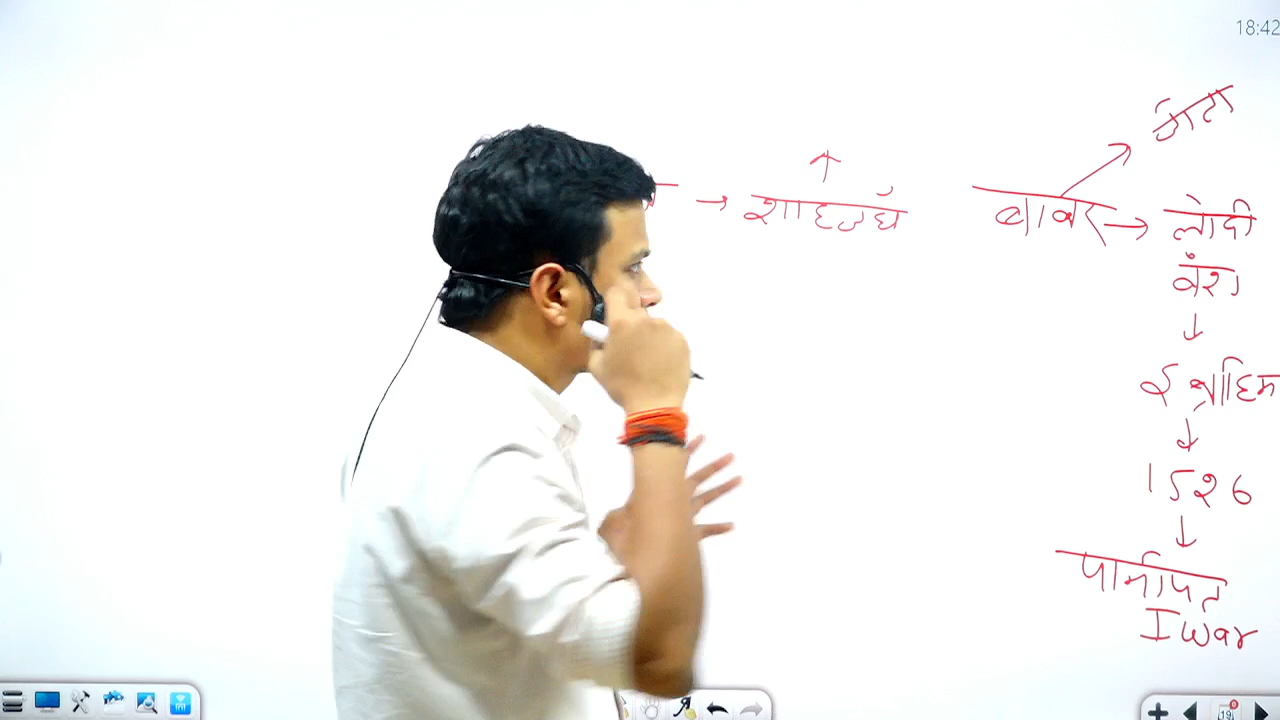 18:42
→ शाहजहाँ
बाबर → लोदी
वंश
↓
इब्राहिम
↓
1526
↓
पानीपत
I war